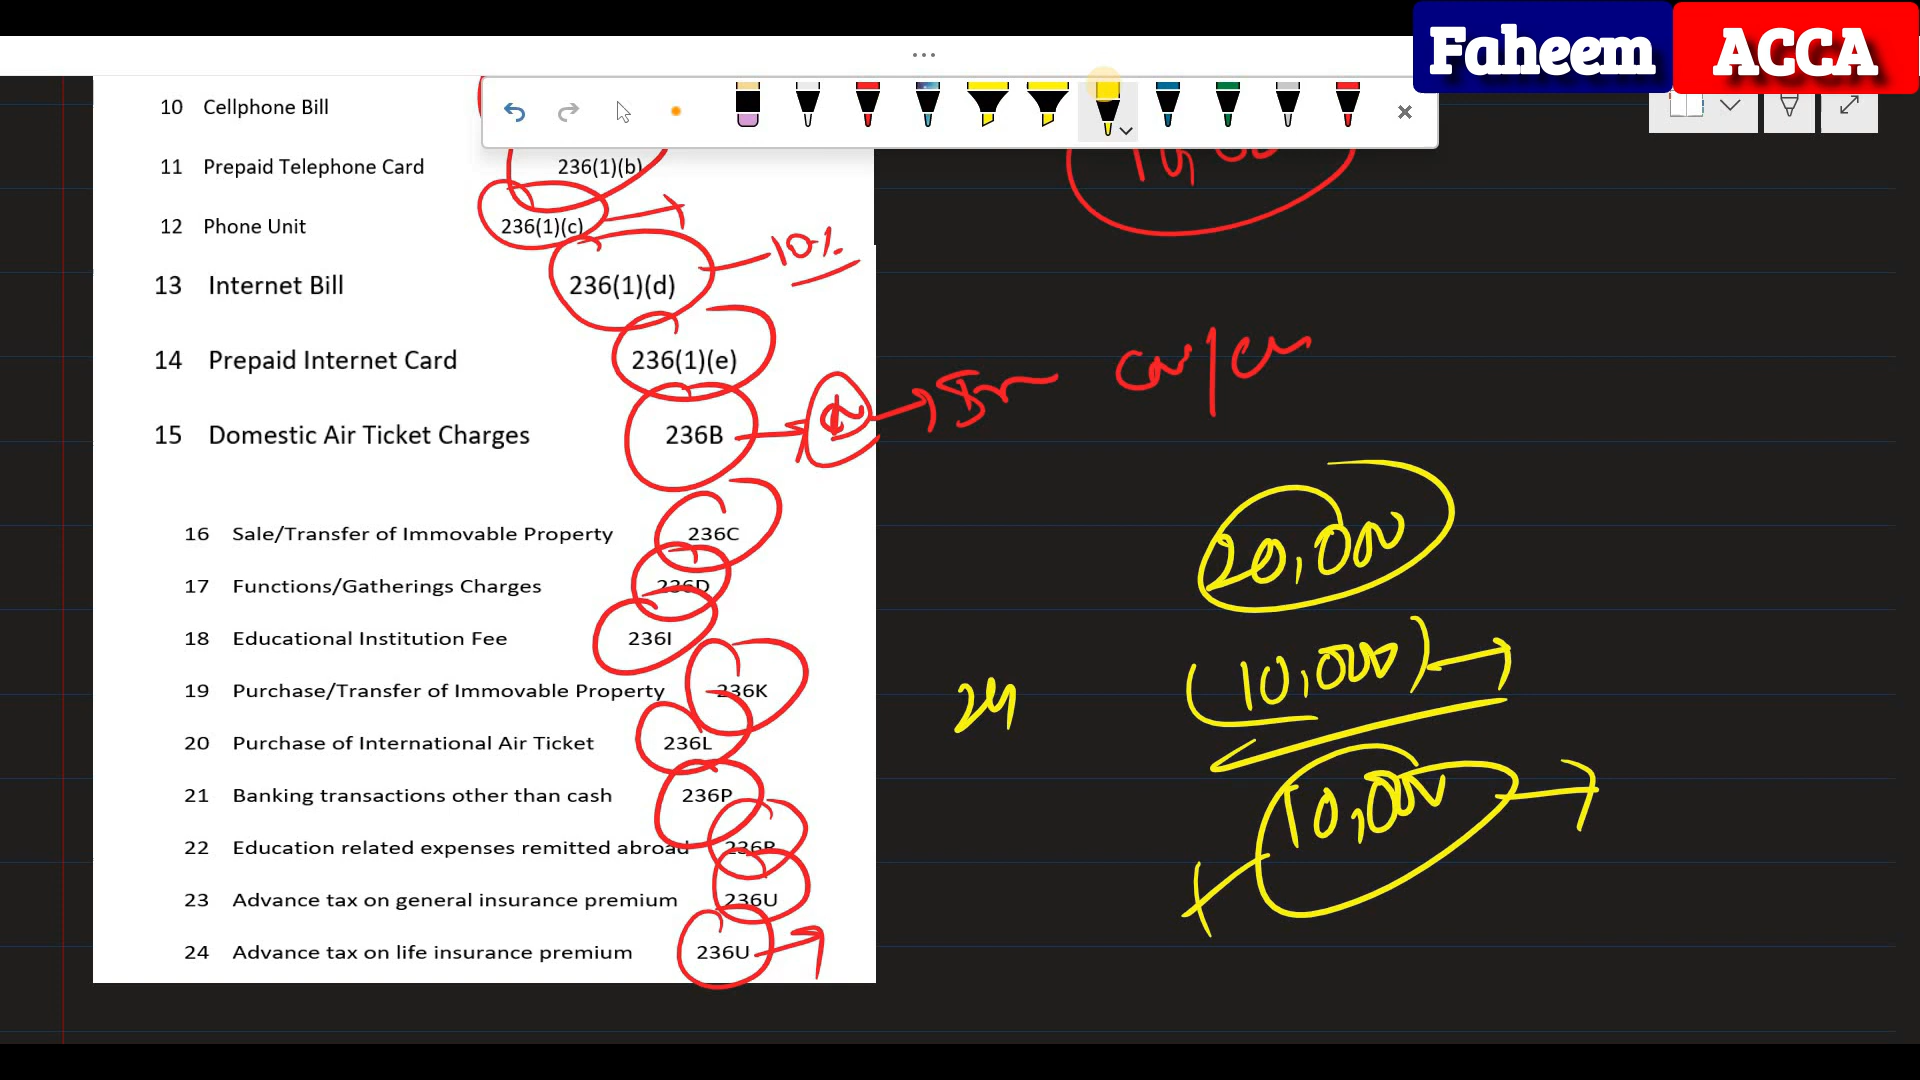 Faheem ACCA
10 Cellphone Bill
11 Prepaid Telephone Card 236(1)(b)
12 Phone Unit 236(1)(c)
13 Internet Bill 236(1)(d) 10%
14 Prepaid Internet Card 236(1)(e)
15 Domestic Air Ticket Charges 236B
16 Sale/Transfer of Immovable Property 236C
17 Functions/Gatherings Charges 236D
18 Educational Institution Fee 236I
19 Purchase/Transfer of Immovable Property 236K
20 Purchase of International Air Ticket 236L
21 Banking transactions other than cash 236P
22 Education related expenses remitted abroad 236R
23 Advance tax on general insurance premium 236U
24 Advance tax on life insurance premium 236U
20,000
(10,000)
24
10,000